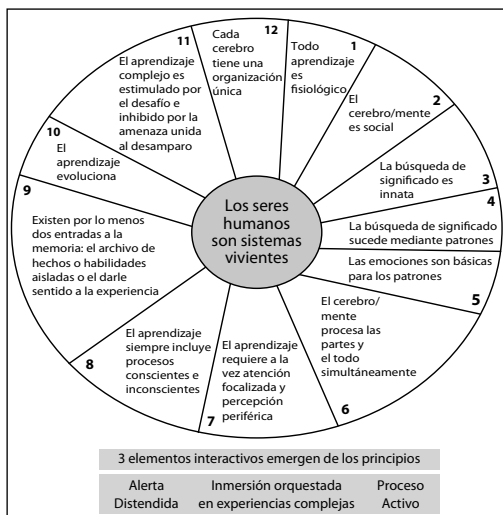 1
Todo
aprendizaje
es
fisiológico
2
El
cerebro/mente
es social
3
La búsqueda de
significado es
innata
4
La búsqueda de significado
sucede mediante patrones
Las emociones son básicas
para los patrones
5
El cerebro/
mente
procesa las
partes y
el todo
simultáneamente
6
El aprendizaje
requiere a la
vez atención
focalizada y
percepción
periférica
7
El aprendizaje
siempre incluye
procesos
conscientes e
inconscientes
8
9
Existen por lo menos
dos entradas a la
memoria: el archivo de
hechos o habilidades
aisladas o el darle
sentido a la experiencia
10
El
aprendizaje
evoluciona
11
El aprendizaje
complejo es
estimulado por
el desafío e
inhibido por la
amenaza unida
al desamparo
12
Cada
cerebro
tiene una
organización
única
Los seres
humanos
son sistemas
vivientes
3 elementos interactivos emergen de los principios
Alerta
Distendida
Inmersión orquestada
en experiencias complejas
Proceso
Activo